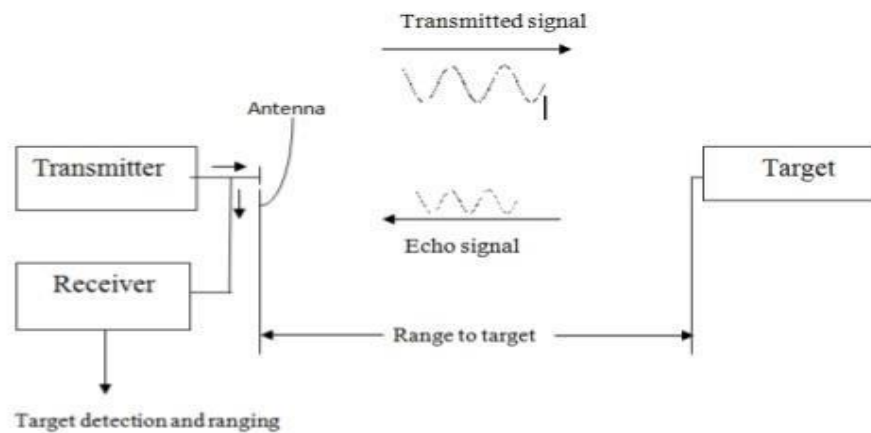 Transmitted signal
Antenna
Transmitter
Target
Echo signal
Receiver
Range to target
Target detection and ranging